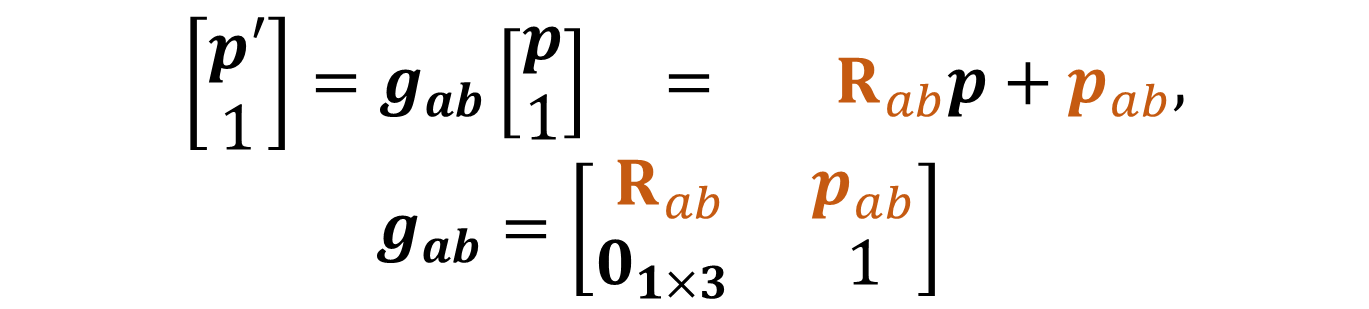 [p′ 1] = g_ab [p 1] = R_ab p + p_ab,
g_ab = [R_ab p_ab 0_1×3 1]